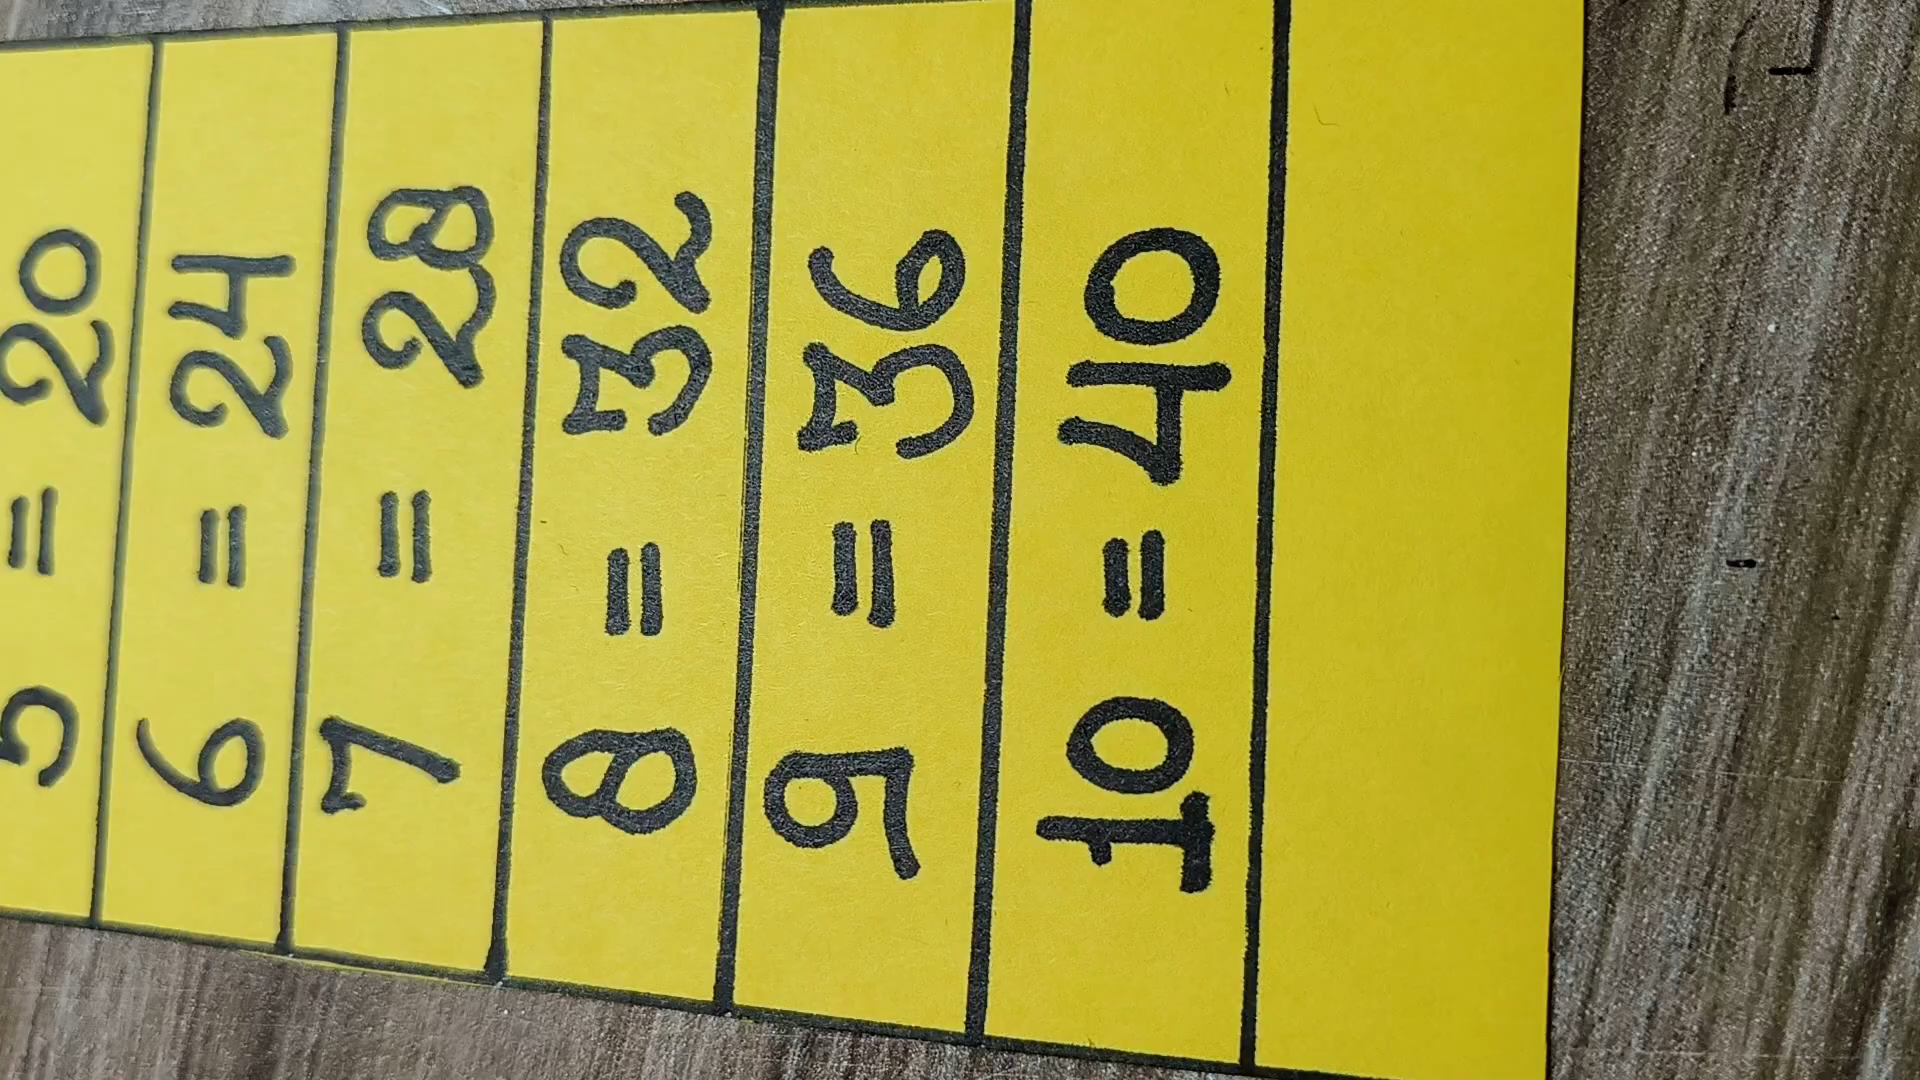 5 = 20
6 = 24
7 = 28
8 = 32
9 = 36
10 = 40